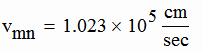 v_mn = 1.023 × 10^5 cm/sec